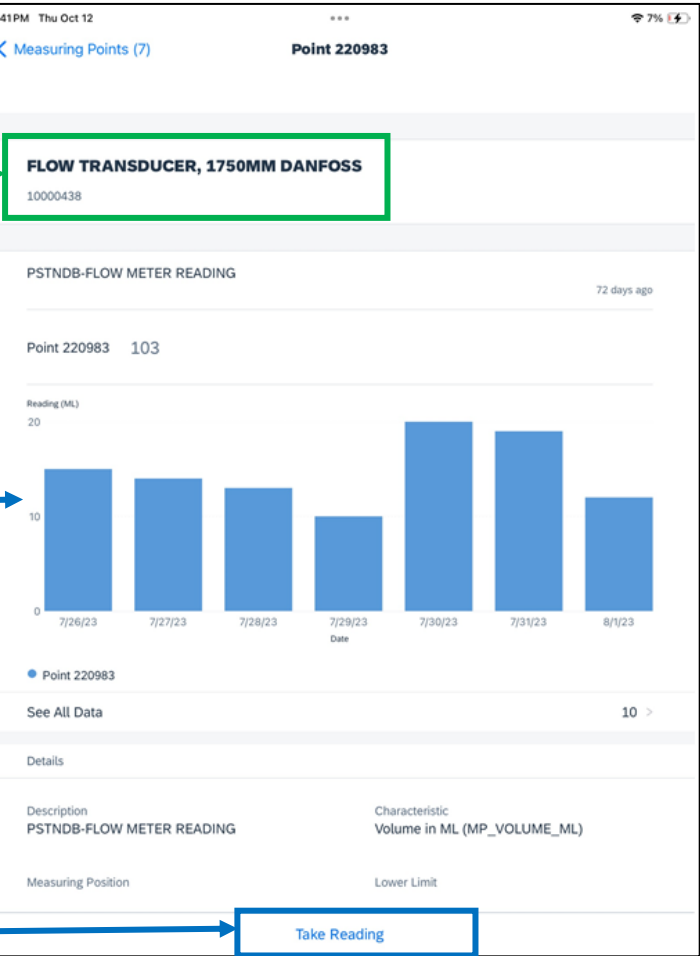 41PM Thu Oct 12
7%
Measuring Points (7)
Point 220983
FLOW TRANSDUCER, 1750MM DANFOSS
10000438
PSTNDB-FLOW METER READING
72 days ago
Point 220983 103
Reading (ML)
20
10
0
7/26/23 7/27/23 7/28/23 7/29/23 7/30/23 7/31/23 8/1/23
Date
Point 220983
See All Data 10 >
Details
Description Characteristic
PSTNDB-FLOW METER READING Volume in ML (MP_VOLUME_ML)
Measuring Position Lower Limit
Take Reading